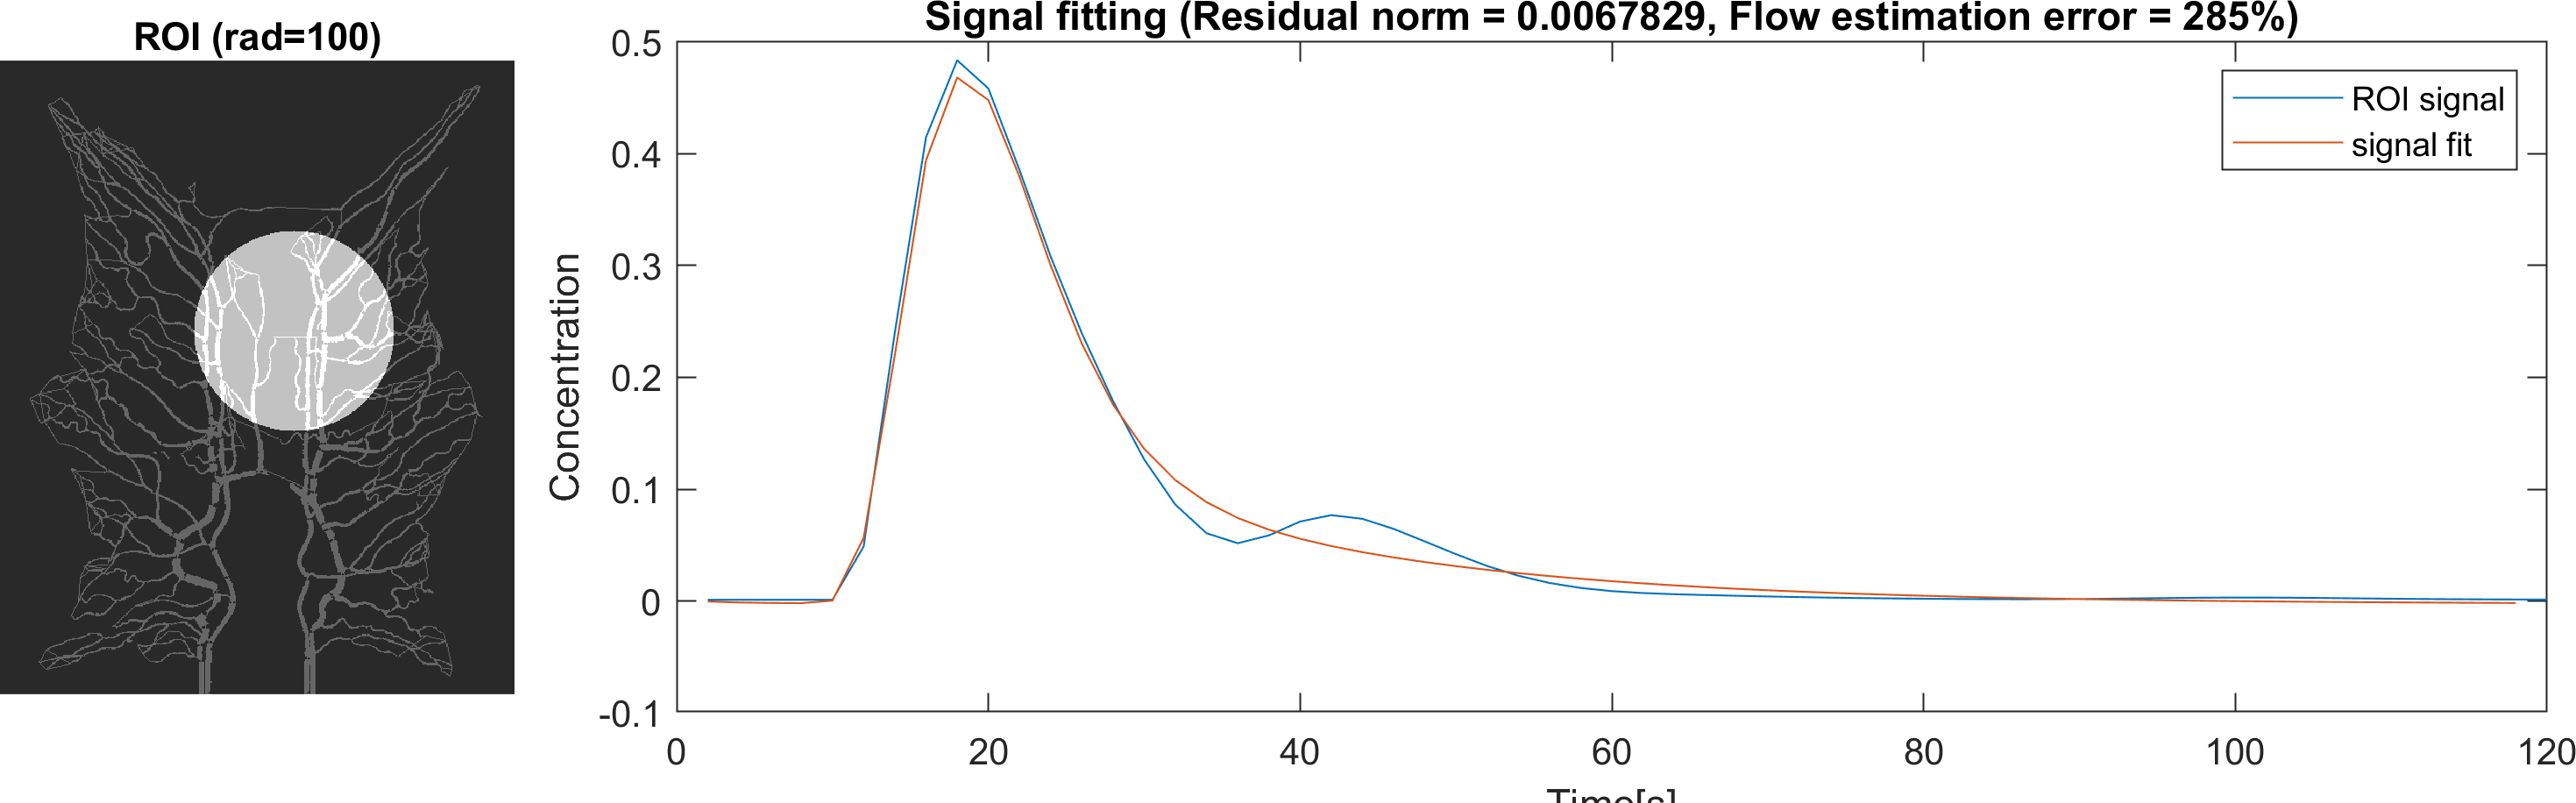 ROI (rad=100)
Signal fitting (Residual norm = 0.0067829, Flow estimation error = 285%)
0.5
0.4
0.3
0.2
0.1
0
-0.1
Concentration
ROI signal
signal fit
0 20 40 60 80 100 120
Time[s]